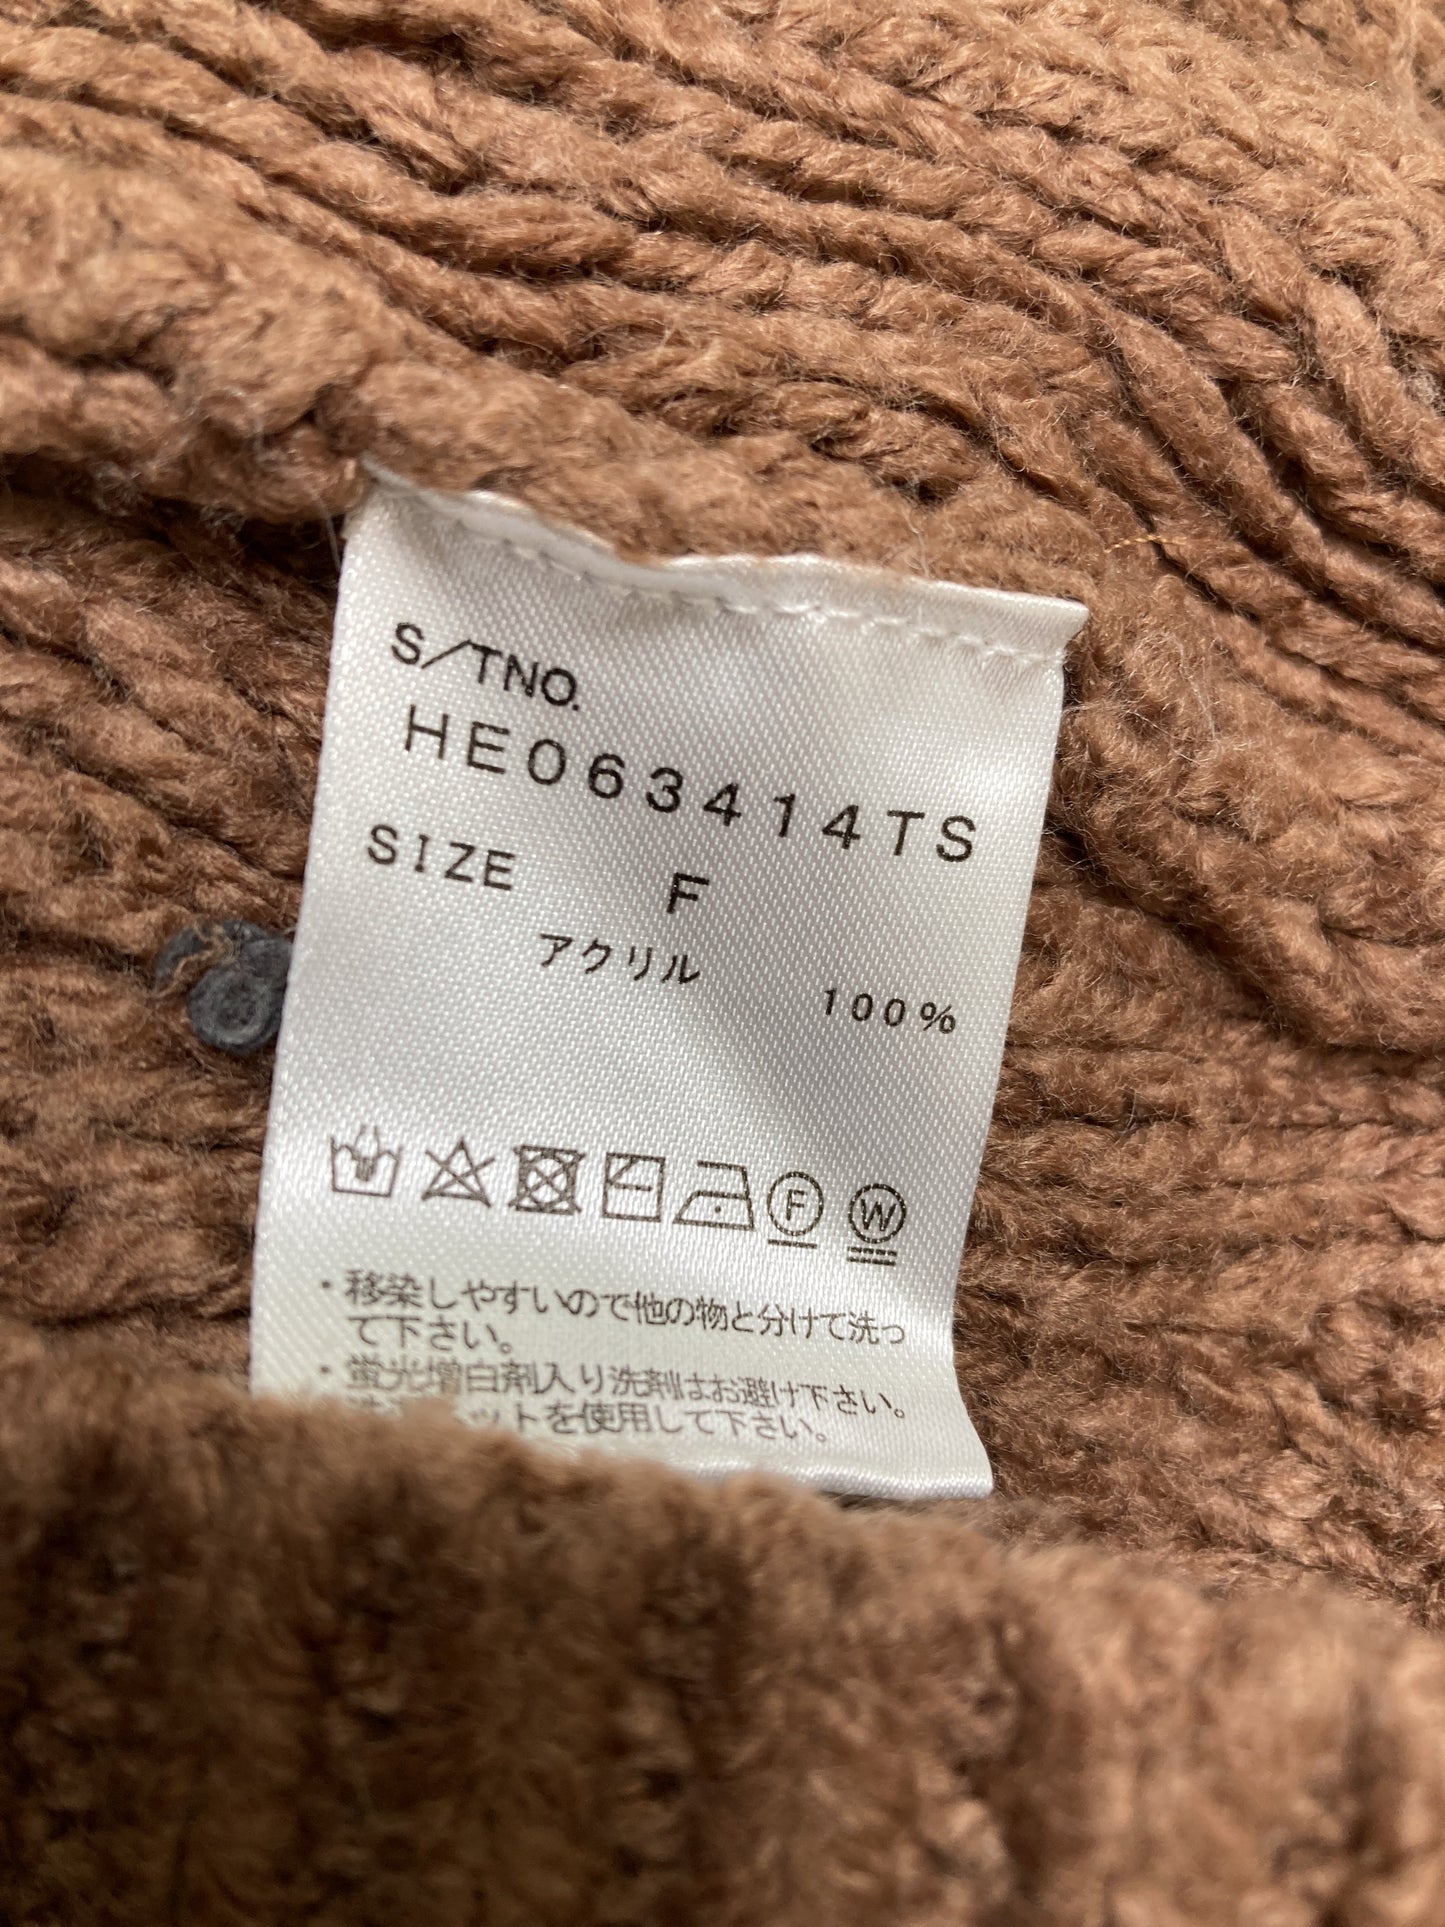 S/TNO.
HE063414TS
SIZE F
アクリル 100%
F
W
・移染しやすいので他の物と分けて洗っ
て下さい。
・蛍光増白剤入り洗剤はお避け下さい。
ットを使用して下さい。